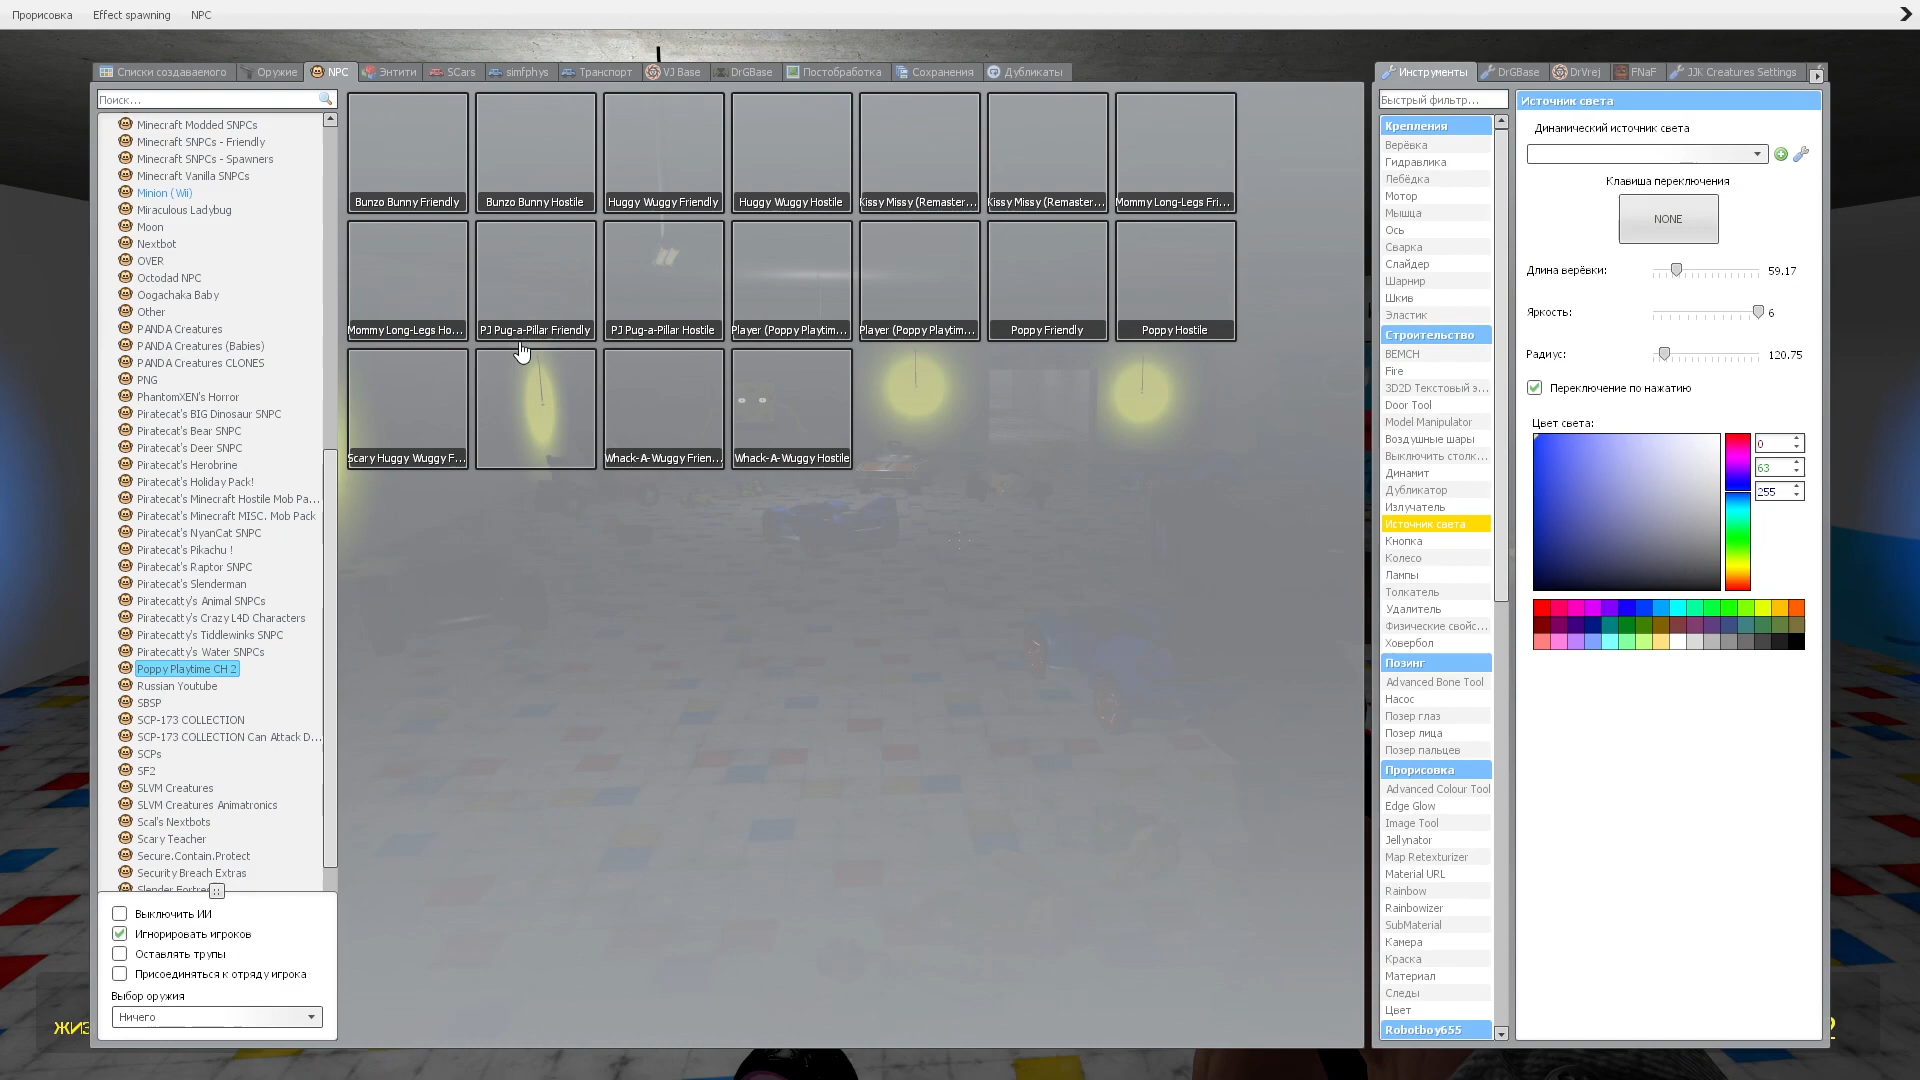 Прорисовка Effect spawning NPC
Списки создаваемого Оружие NPC Энтити SCars simfphys Транспорт VJ Base DrGBase Постобработка Сохранения Дубликаты
Инструменты DrGBase DrVrej FNaF JJK Creatures Settings
Поиск...
Minecraft Modded SNPCs
Minecraft SNPCs - Friendly
Minecraft SNPCs - Spawners
Minecraft Vanilla SNPCs
Minion (Wii)
Miraculous Ladybug
Moon
Nextbot
OVER
Octodad NPC
Oogachaka Baby
Other
PANDA Creatures
PANDA Creatures (Babies)
PANDA Creatures CLONES
PNG
PhantomXEN's Horror
Piratecat's BIG Dinosaur SNPC
Piratecat's Bear SNPC
Piratecat's Deer SNPC
Piratecat's Herobrine
Piratecat's Holiday Pack!
Piratecat's Minecraft Hostile Mob Pa...
Piratecat's Minecraft MISC. Mob Pack
Piratecat's NyanCat SNPC
Piratecat's Pikachu !
Piratecat's Raptor SNPC
Piratecat's Slenderman
Piratecatty's Animal SNPCs
Piratecatty's Crazy L4D Characters
Piratecatty's Tiddlewinks SNPC
Piratecatty's Water SNPCs
Poppy Playtime CH 2
Russian Youtube
SBSP
SCP-173 COLLECTION
SCP-173 COLLECTION Can Attack D...
SCPs
SF2
SLVM Creatures
SLVM Creatures Animatronics
Scal's Nextbots
Scary Teacher
Secure.Contain.Protect
Security Breach Extras
Выключить ИИ
Игнорировать игроков
Оставлять трупы
Присоединяться к отряду игрока
Выбор оружия
Ничего
Bunzo Bunny Friendly Bunzo Bunny Hostile Huggy Wuggy Friendly Huggy Wuggy Hostile Kissy Missy (Remaster... Kissy Missy (Remaster... Mommy Long-Legs Fri...
Mommy Long-Legs Ho... PJ Pug-a-Pillar Friendly PJ Pug-a-Pillar Hostile Player (Poppy Playtim... Player (Poppy Playtim... Poppy Friendly Poppy Hostile
Scary Huggy Wuggy F... Whack-A-Wuggy Frien... Whack-A-Wuggy Hostile
Быстрый фильтр...
Крепления
Верёвка
Гидравлика
Лебёдка
Мотор
Мышца
Ось
Сварка
Слайдер
Шарнир
Шкив
Эластик
Строительство
BEMCH
Fire
3D2D Текстовый э...
Door Tool
Model Manipulator
Воздушные шары
Выключить столк...
Динамит
Дубликатор
Излучатель
Источник света
Кнопка
Колесо
Лампы
Толкатель
Удалитель
Физические свойс...
Ховербол
Позинг
Advanced Bone Tool
Насос
Позер глаз
Позер лица
Позер пальцев
Прорисовка
Advanced Colour Tool
Edge Glow
Image Tool
Jellynator
Map Retexturizer
Material URL
Rainbow
Rainbowizer
SubMaterial
Камера
Краска
Материал
Следы
Цвет
Robotboy655
Источник света
Динамический источник света
Клавиша переключения
NONE
Длина верёвки: 59.17
Яркость: 6
Радиус: 120.75
Переключение по нажатию
Цвет света:
0
63
255